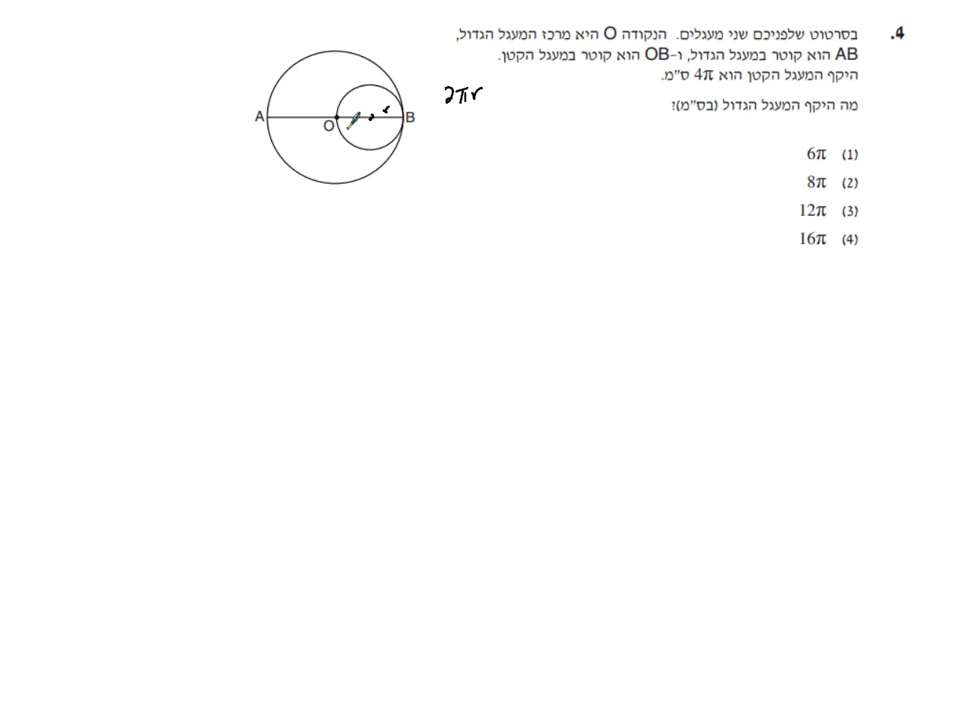 .4 בסרטוט שלפניכם שני מעגלים. הנקודה O היא מרכז המעגל הגדול,
AB הוא קוטר במעגל הגדול, ו-OB הוא קוטר במעגל הקטן.
היקף המעגל הקטן הוא 4π ס"מ.
מה היקף המעגל הגדול (בס"מ)?
(1) 6π
(2) 8π
(3) 12π
(4) 16π
2πr
A
O
B